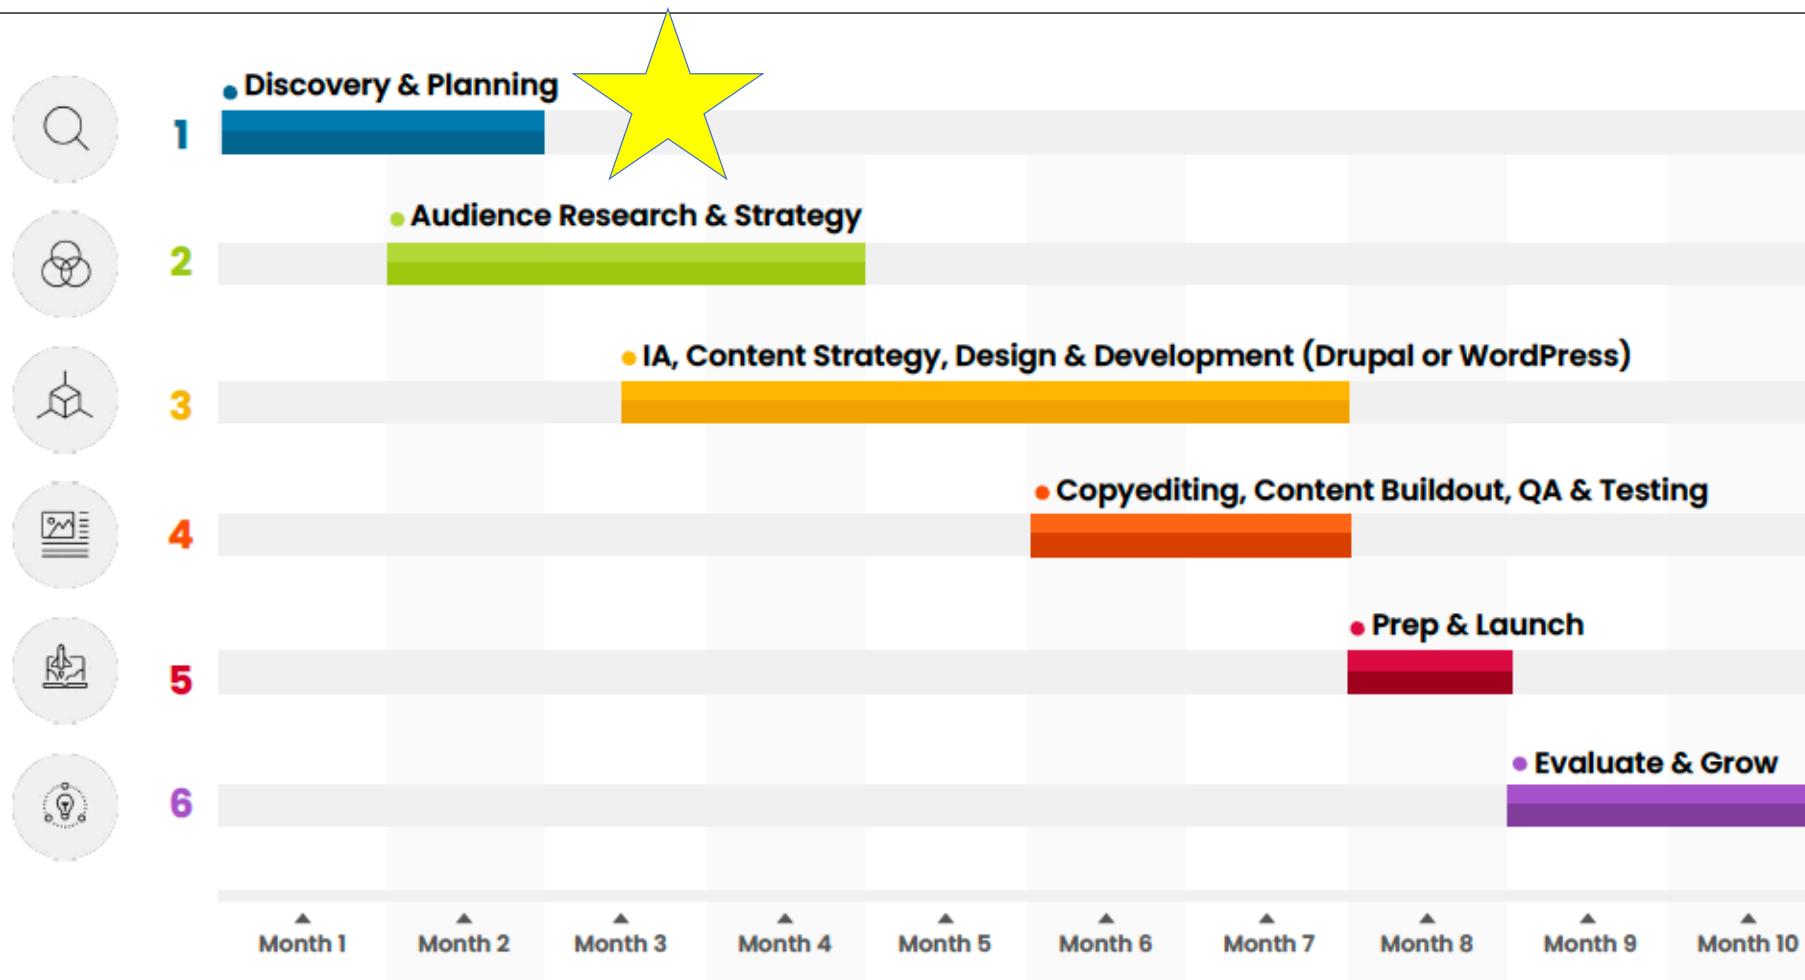 Discovery & Planning
1
Audience Research & Strategy
2
IA, Content Strategy, Design & Development (Drupal or WordPress)
3
Copyediting, Content Buildout, QA & Testing
4
Prep & Launch
5
Evaluate & Grow
6
Month 1 Month 2 Month 3 Month 4 Month 5 Month 6 Month 7 Month 8 Month 9 Month 10